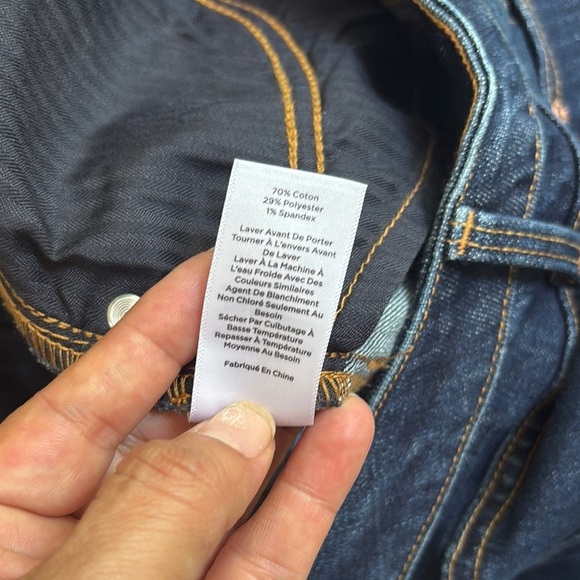 70% Coton
29% Polyester
1% Spandex
Laver Avant De Porter
Tourner À L'envers Avant
De Laver
Laver À La Machine À
L'eau Froide Avec Des
Couleurs Similaires
Agent De Blanchiment
Non Chloré Seulement Au
Besoin
Sécher Par Culbutage À
Basse Température
Repasser À Température
Moyenne Au Besoin
Fabriqué En Chine